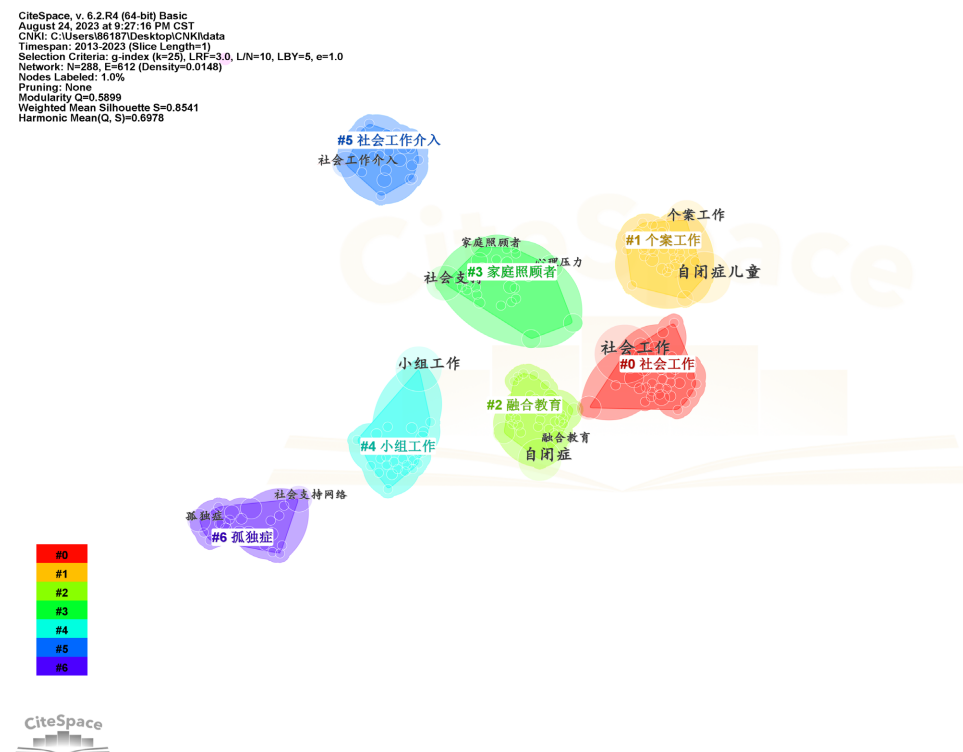 CiteSpace, v. 6.2.R4 (64-bit) Basic
August 24, 2023 at 9:27:16 PM CST
CNKI: C:\Users\86187\Desktop\CNKI\data
Timespan: 2013-2023 (Slice Length=1)
Selection Criteria: g-index (k=25), LRF=3.0, L/N=10, LBY=5, e=1.0
Network: N=288, E=612 (Density=0.0148)
Nodes Labeled: 1.0%
Pruning: None
Modularity Q=0.5899
Weighted Mean Silhouette S=0.8541
Harmonic Mean(Q, S)=0.6978
#5 社会工作介入
社会工作介入
CiteSpace
个案工作
#1 个案工作
自闭症儿童
家庭照顾者
心理压力
#3 家庭照顾者
社会支持
社会工作
#0 社会工作
小组工作
#2 融合教育
融合教育
自闭症
#4 小组工作
社会支持网络
孤独症
#6 孤独症
#0
#1
#2
#3
#4
#5
#6
CiteSpace